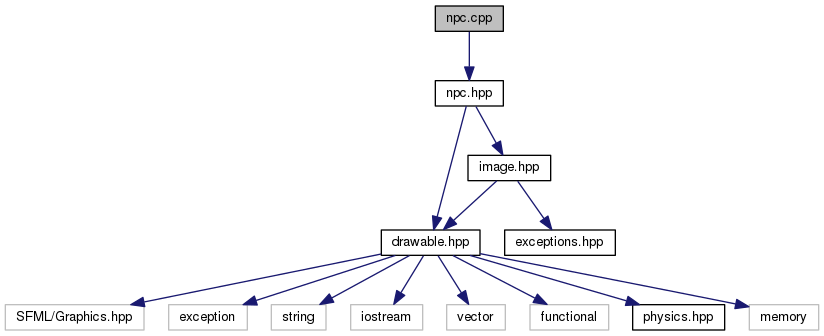 npc.cpp
npc.hpp
image.hpp
drawable.hpp
exceptions.hpp
SFML/Graphics.hpp
exception
string
iostream
vector
functional
physics.hpp
memory